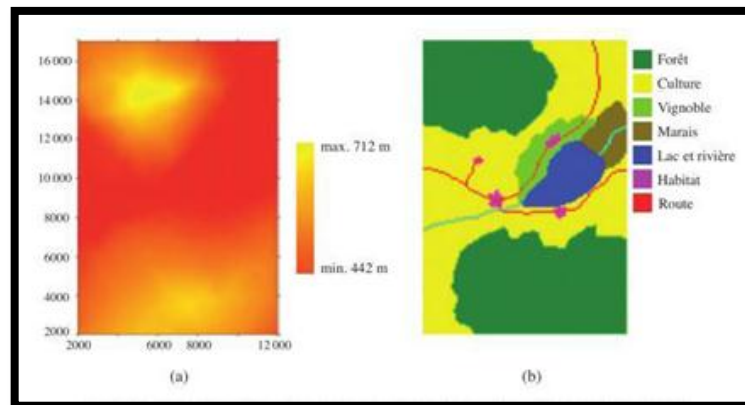 16 000
14 000
12 000
10 000
8000
6000
4000
2000
2000 6000 8000 12 000
max. 712 m
min. 442 m
(a)
Forêt
Culture
Vignoble
Marais
Lac et rivière
Habitat
Route
(b)